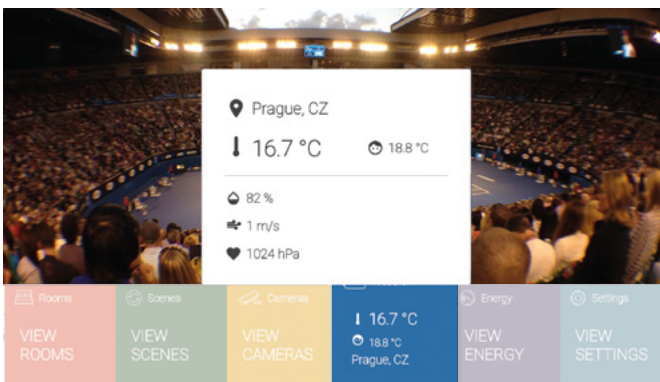 Prague, CZ
16.7 °C
18.8 °C
82 %
1 m/s
1024 hPa
Rooms
VIEW
ROOMS
Scenes
VIEW
SCENES
Cameras
VIEW
CAMERAS
16.7 °C
18.8 °C
Prague, CZ
Energy
VIEW
ENERGY
Settings
VIEW
SETTINGS